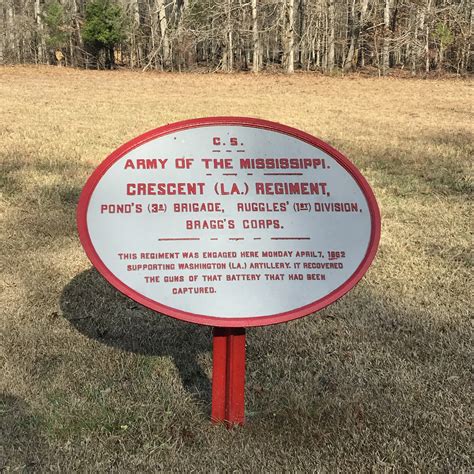 C. S.
ARMY OF THE MISSISSIPPI.
CRESCENT (LA.) REGIMENT,
POND'S (3D) BRIGADE, RUGGLES' (1ST) DIVISION,
BRAGG'S CORPS.
THIS REGIMENT WAS ENGAGED HERE MONDAY APRIL 7, 1862
SUPPORTING WASHINGTON (LA.) ARTILLERY. IT RECOVERED
THE GUNS OF THAT BATTERY THAT HAD BEEN
CAPTURED.